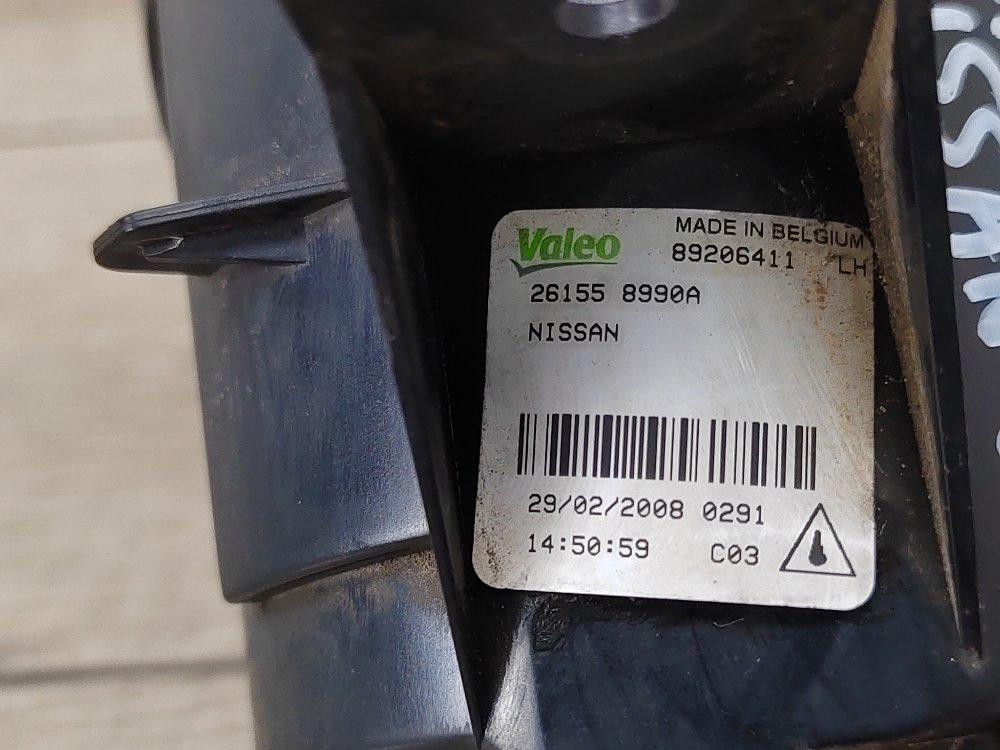 Valeo
MADE IN BELGIUM
89206411 LH
26155 8990A
NISSAN
29/02/2008 0291
14:50:59 C03